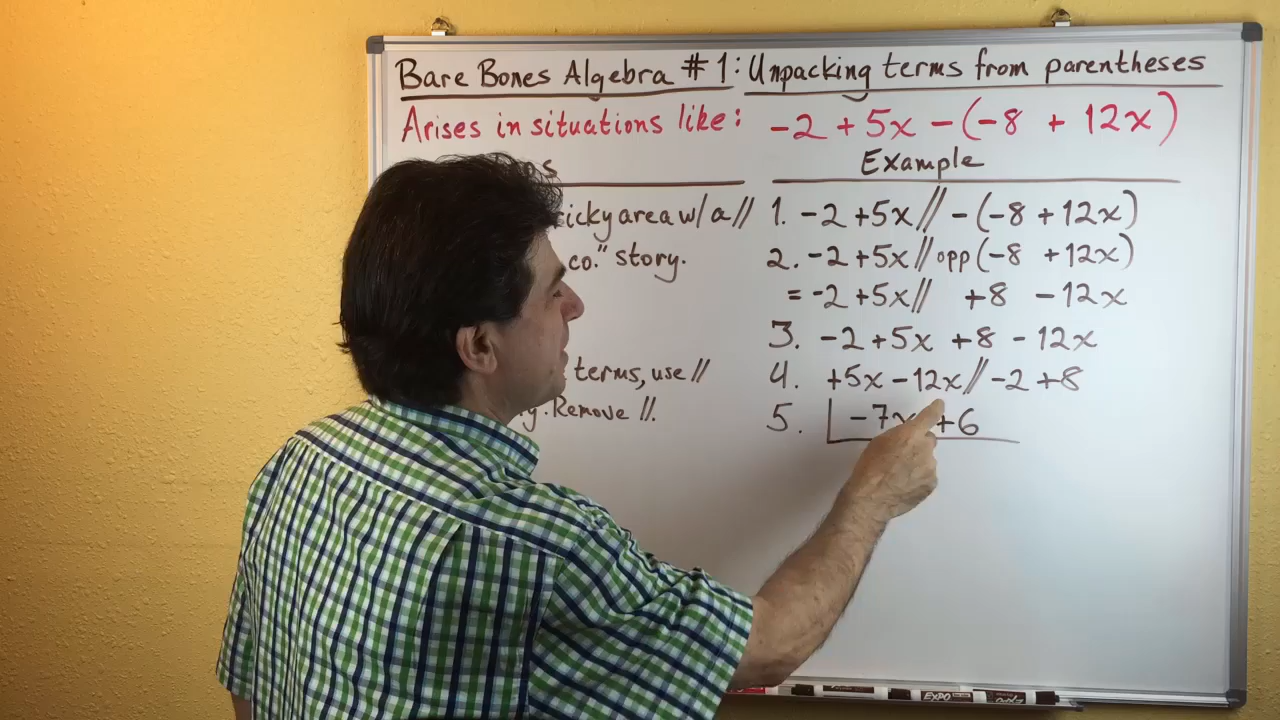 Bare Bones Algebra #1: Unpacking terms from parentheses
Arises in situations like: -2 + 5x - (-8 + 12x)
Example
area w/ a // 1. -2 +5x // - (-8 +12x)
co." story. 2. -2 +5x // opp (-8 +12x)
= -2 +5x // +8 -12x
3. -2 +5x +8 -12x
terms, use // 4. +5x -12x // -2 +8
Remove //. 5. -7x +6
EXPO
EXPO